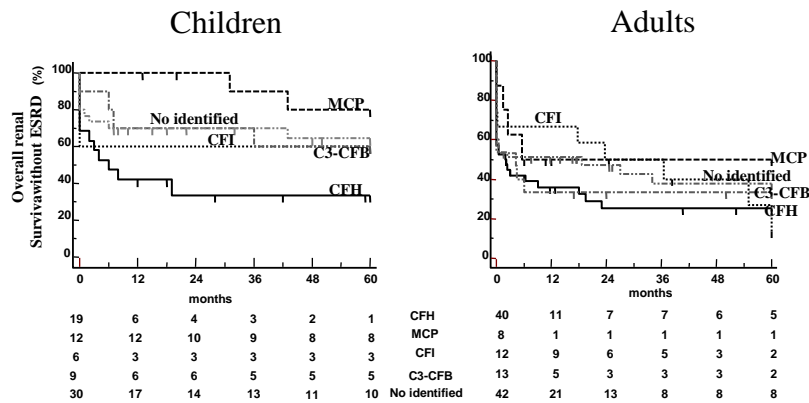 Children Adults
Overall renal
Survivawithout ESRD (%)
100
80
60
40
20
0
MCP
No identified
CFI
C3-CFB
CFH
0 12 24 36 48 60
months
100
80
60
40
20
0
CFI
MCP
No identified
C3-CFB
CFH
0 12 24 36 48 60
months
19 6 4 3 2 1 CFH 40 11 7 7 6 5
12 12 10 9 8 8 MCP 8 1 1 1 1 1
6 3 3 3 3 3 CFI 12 9 6 5 3 2
9 6 6 5 5 5 C3-CFB 13 5 3 3 3 2
30 17 14 13 11 10 No identified 42 21 13 8 8 8